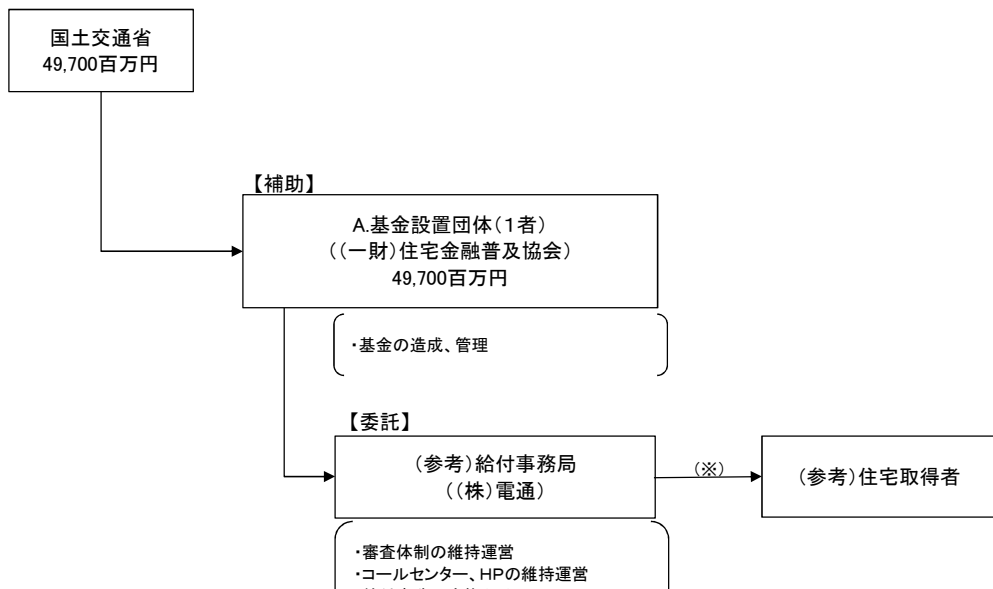 国土交通省
49,700百万円
【補助】
A.基金設置団体（１者）
（（一財）住宅金融普及協会）
49,700百万円
・基金の造成、管理
【委託】
（参考）給付事務局
（（株）電通）
（※）
（参考）住宅取得者
・審査体制の維持運営
・コールセンター、HPの維持運営